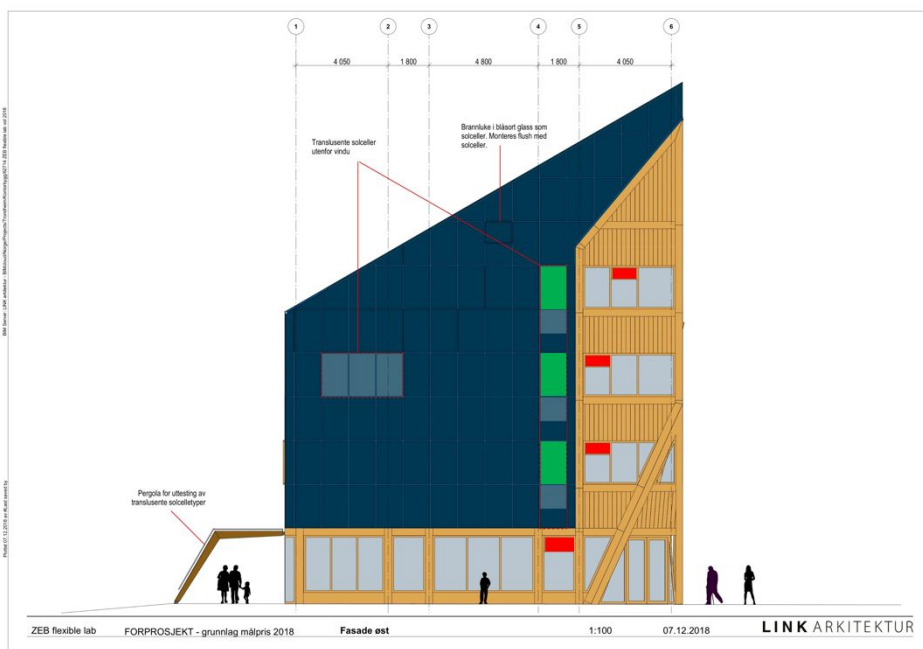 1 2 3 4 5 6
4 050 1 800 4 800 1 800 4 050
Translusente solceller
utenfor vindu
Brannluke i blåsort glass som
solceller. Monteres flush med
solceller.
Pergola for uttesting av
translusente solcelletyper
ZEB flexible lab FORPROSJEKT - grunnlag målpris 2018 Fasade øst 1:100 07.12.2018 LINK ARKITEKTUR